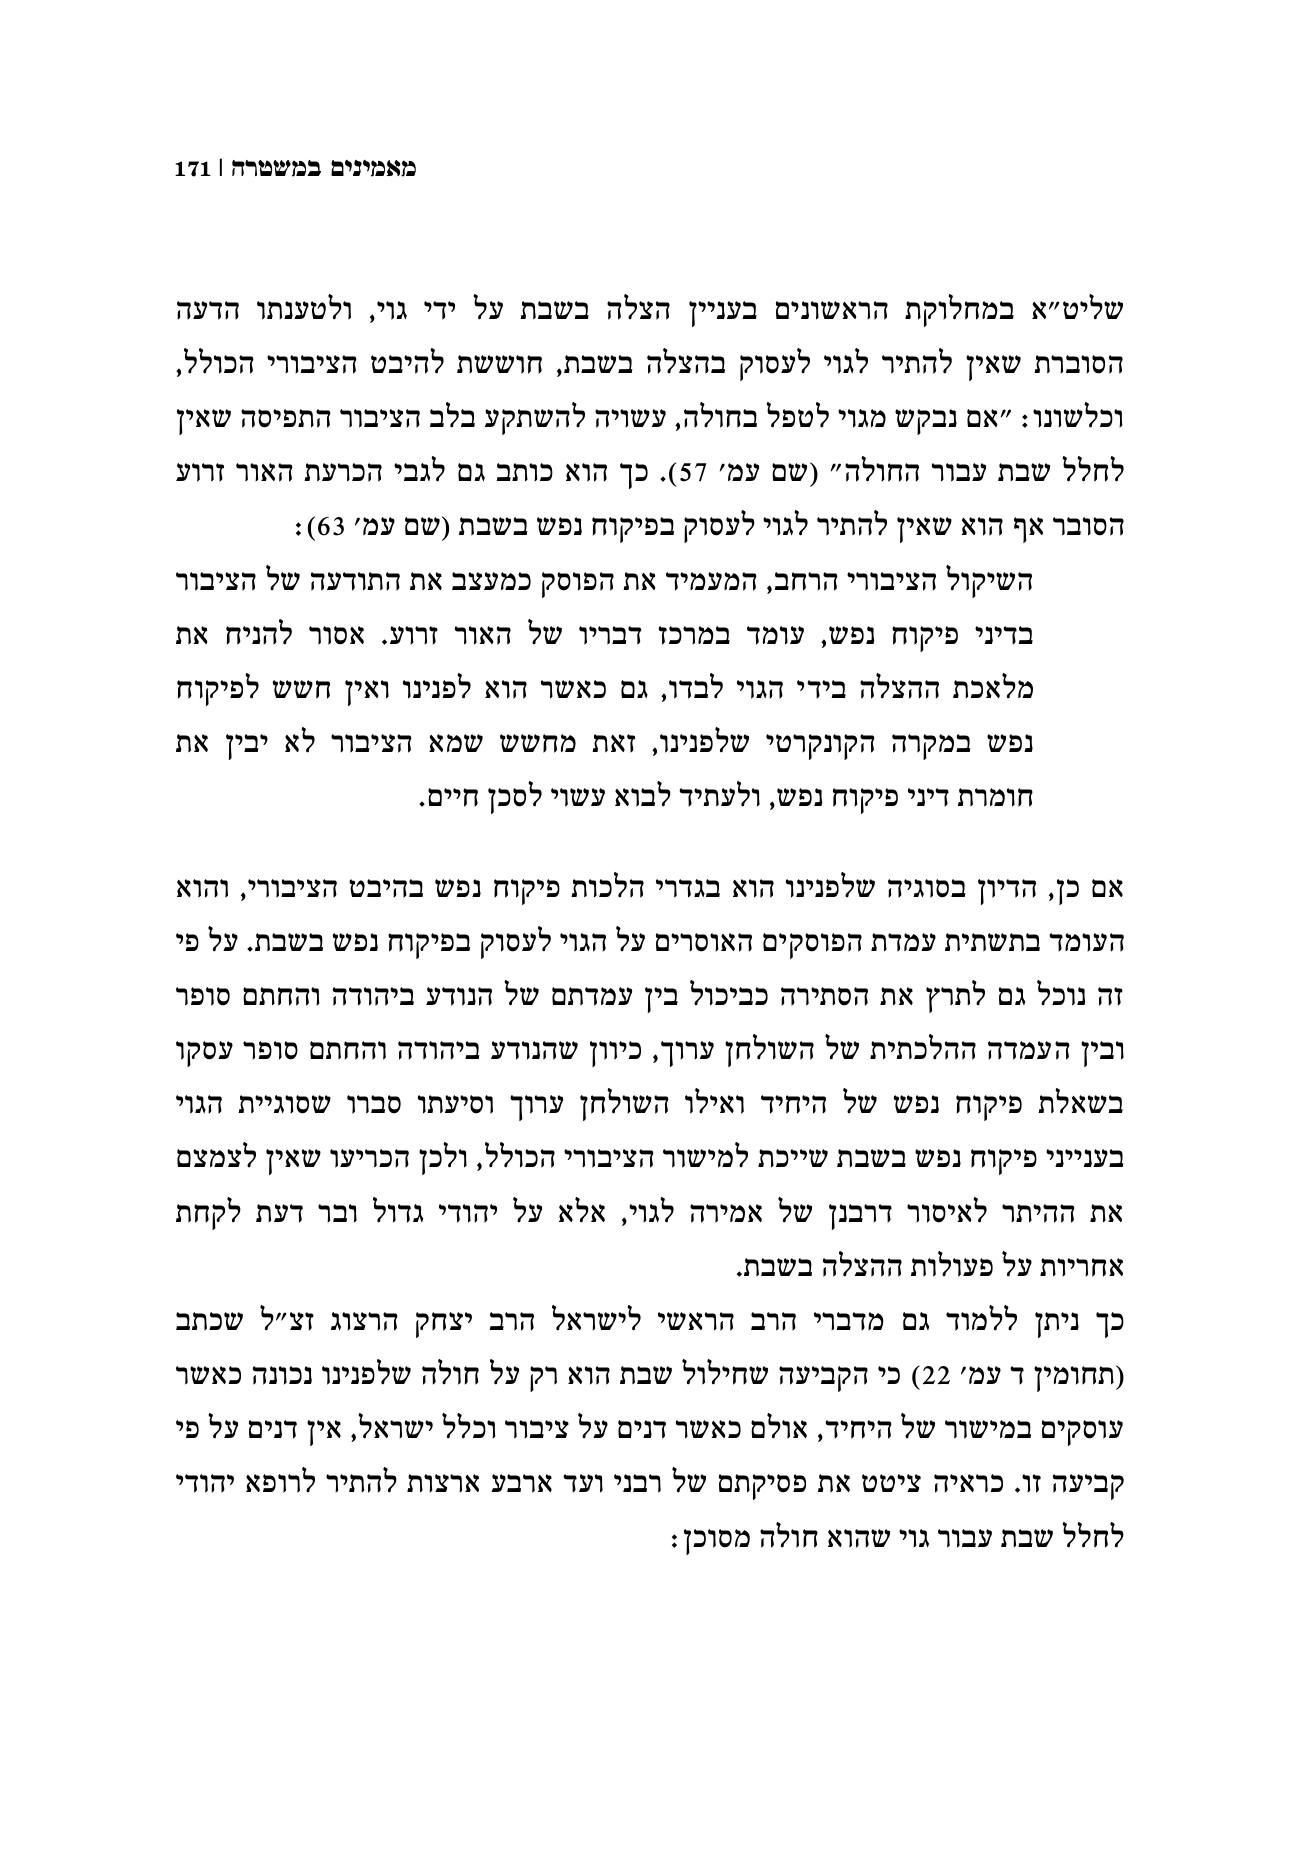 מאמינים במשטרה | 171
שליט״א במחלוקת הראשונים בעניין הצלה בשבת על ידי גוי, ולטענתו הדעה
הסוברת שאין להתיר לגוי לעסוק בהצלה בשבת, חוששת להיבט הציבורי הכולל,
וכלשונו: ״אם נבקש מגוי לטפל בחולה, עשויה להשתקע בלב הציבור התפיסה שאין
לחלל שבת עבור החולה״ (שם עמ׳ 57). כך הוא כותב גם לגבי הכרעת האור זרוע
הסובר אף הוא שאין להתיר לגוי לעסוק בפיקוח נפש בשבת (שם עמ׳ 63):
השיקול הציבורי הרחב, המעמיד את הפוסק כמעצב את התודעה של הציבור
בדיני פיקוח נפש, עומד במרכז דבריו של האור זרוע. אסור להניח את
מלאכת ההצלה בידי הגוי לבדו, גם כאשר הוא לפנינו ואין חשש לפיקוח
נפש במקרה הקונקרטי שלפנינו, זאת מחשש שמא הציבור לא יבין את
חומרת דיני פיקוח נפש, ולעתיד לבוא עשוי לסכן חיים.
אם כן, הדיון בסוגיה שלפנינו הוא בגדרי הלכות פיקוח נפש בהיבט הציבורי, והוא
העומד בתשתית עמדת הפוסקים האוסרים על הגוי לעסוק בפיקוח נפש בשבת. על פי
זה נוכל גם לתרץ את הסתירה כביכול בין עמדתם של הנודע ביהודה והחתם סופר
ובין העמדה ההלכתית של השולחן ערוך, כיוון שהנודע ביהודה והחתם סופר עסקו
בשאלת פיקוח נפש של היחיד ואילו השולחן ערוך וסיעתו סברו שסוגיית הגוי
בענייני פיקוח נפש בשבת שייכת למישור הציבורי הכולל, ולכן הכריעו שאין לצמצם
את ההיתר לאיסור דרבנן של אמירה לגוי, אלא על יהודי גדול ובר דעת לקחת
אחריות על פעולות ההצלה בשבת.
כך ניתן ללמוד גם מדברי הרב הראשי לישראל הרב יצחק הרצוג זצ״ל שכתב
(תחומין ד עמ׳ 22) כי הקביעה שחילול שבת הוא רק על חולה שלפנינו נכונה כאשר
עוסקים במישור של היחיד, אולם כאשר דנים על ציבור וכלל ישראל, אין דנים על פי
קביעה זו. כראיה ציטט את פסיקתם של רבני ועד ארבע ארצות להתיר לרופא יהודי
לחלל שבת עבור גוי שהוא חולה מסוכן: